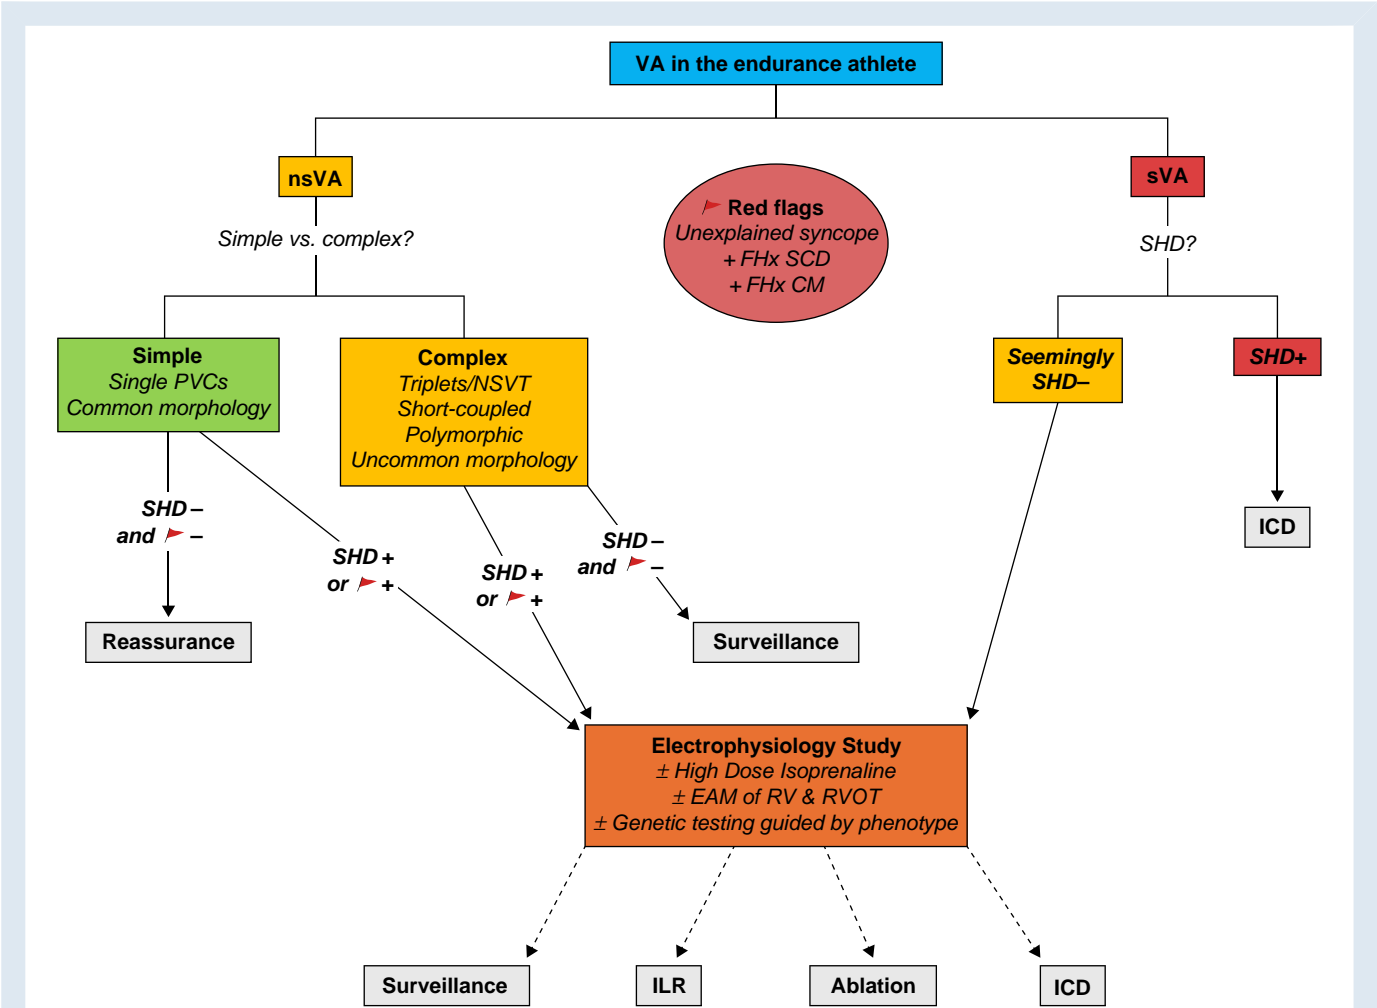 VA in the endurance athlete
nsVA
sVA
Red flags
Unexplained syncope
+ FHx SCD
+ FHx CM
Simple vs. complex?
SHD?
Simple
Single PVCs
Common morphology
Complex
Triplets/NSVT
Short-coupled
Polymorphic
Uncommon morphology
Seemingly
SHD–
SHD+
SHD –
and –
SHD +
or +
SHD +
or +
SHD –
and –
ICD
Reassurance
Surveillance
Electrophysiology Study
± High Dose Isoprenaline
± EAM of RV & RVOT
± Genetic testing guided by phenotype
Surveillance
ILR
Ablation
ICD